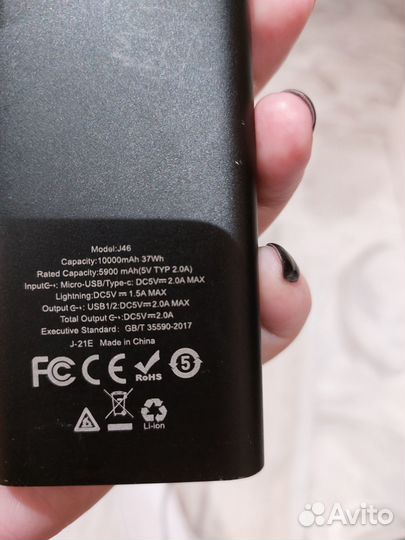 Model:J46
Capacity:10000mAh 37Wh
Rated Capacity:5900 mAh(5V TYP 2.0A)
Input: Micro-USB/Type-c: DC5V⎓2.0A MAX
Lightning:DC5V⎓1.5A MAX
Output: USB1/2:DC5V⎓2.0A MAX
Total Output:DC5V⎓2.0A
Executive Standard：GB/T 35590-2017
J-21E Made in China
FC CE RoHS 5
Li-ion
Avito